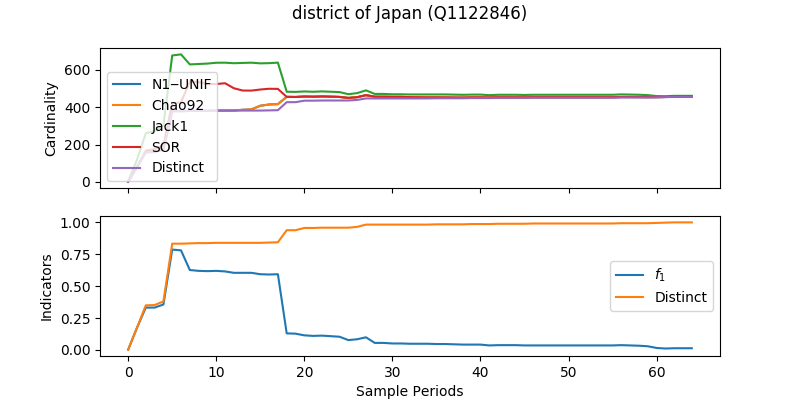 district of Japan (Q1122846)
Cardinality
600
400
200
0
N1−UNIF
Chao92
Jack1
SOR
Distinct
Indicators
1.00
0.75
0.50
0.25
0.00
f₁
Distinct
0 10 20 30 40 50 60
Sample Periods